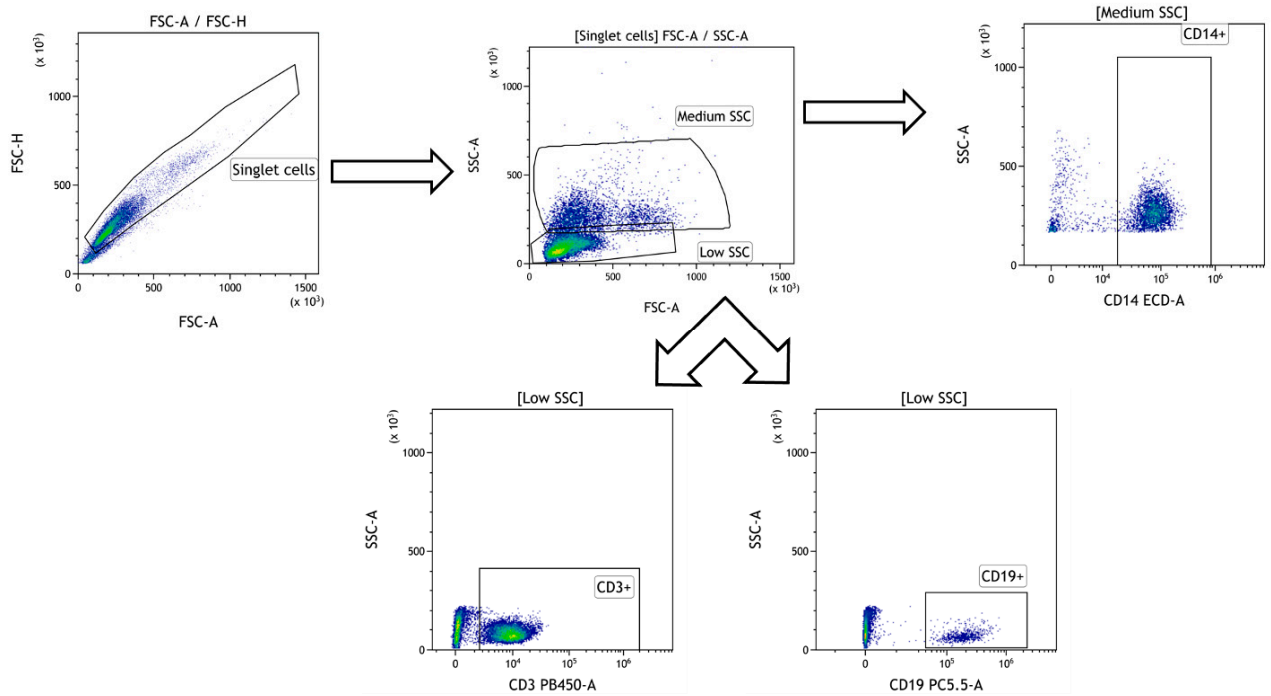 FSC-A / FSC-H
(x 10³)
1000
500
0
FSC-H
Singlet cells
0
500
1000
(x 10³)
FSC-A
[Singlet cells] FSC-A / SSC-A
(x 10³)
1000
500
0
SSC-A
Medium SSC
Low SSC
0
500
1000
(x 10³)
FSC-A
[Medium SSC]
(x 10³)
CD14+
1000
500
0
SSC-A
0
10⁴
10⁵
10⁶
CD14 ECD-A
[Low SSC]
(x 10³)
1000
500
0
SSC-A
CD3+
0
10⁴
10⁵
10⁶
CD3 PB450-A
[Low SSC]
(x 10³)
1000
500
0
SSC-A
CD19+
0
10⁵
10⁶
CD19 PC5.5-A